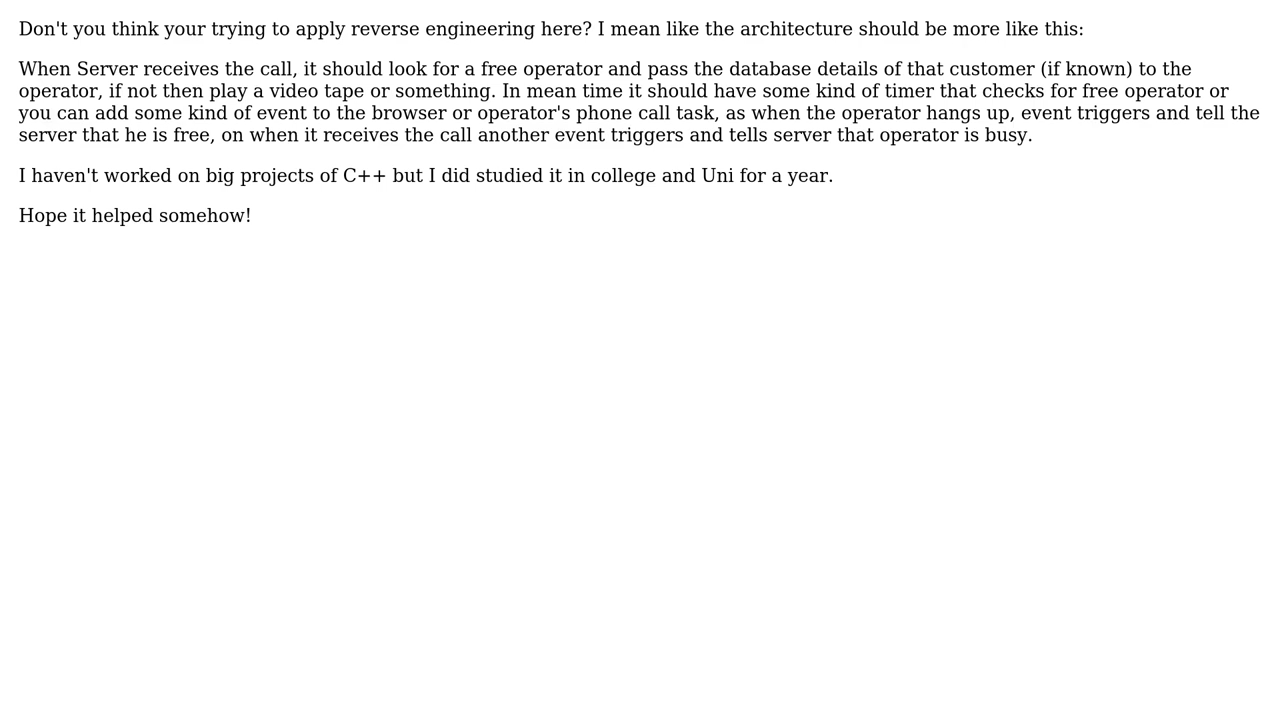 Don't you think your trying to apply reverse engineering here? I mean like the architecture should be more like this:
When Server receives the call, it should look for a free operator and pass the database details of that customer (if known) to the
operator, if not then play a video tape or something. In mean time it should have some kind of timer that checks for free operator or
you can add some kind of event to the browser or operator's phone call task, as when the operator hangs up, event triggers and tell the
server that he is free, on when it receives the call another event triggers and tells server that operator is busy.
I haven't worked on big projects of C++ but I did studied it in college and Uni for a year.
Hope it helped somehow!